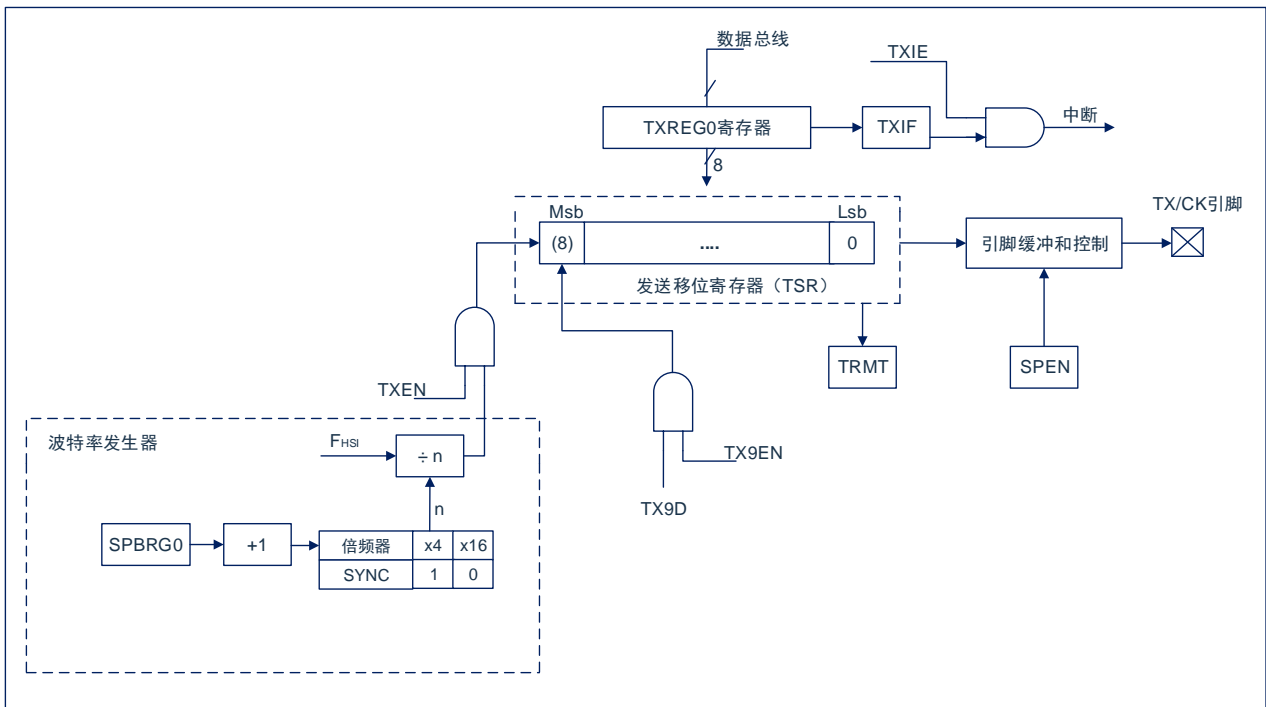 数据总线
TXIE
TXREG0寄存器
TXIF
中断
8
Msb
Lsb
TX/CK引脚
(8)
....
0
引脚缓冲和控制
发送移位寄存器（TSR）
TRMT
SPEN
TXEN
波特率发生器
FHSI
÷ n
TX9EN
n
TX9D
SPBRG0
+1
倍频器 x4 x16
SYNC 1 0